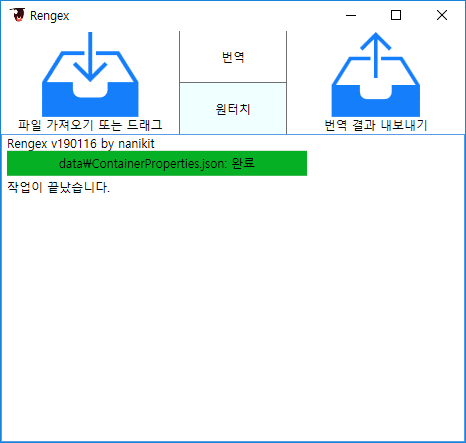 Rengex
번역
원터치
파일 가져오기 또는 드래그
번역 결과 내보내기
Rengex v190116 by nanikit
data₩ContainerProperties.json: 완료
작업이 끝났습니다.